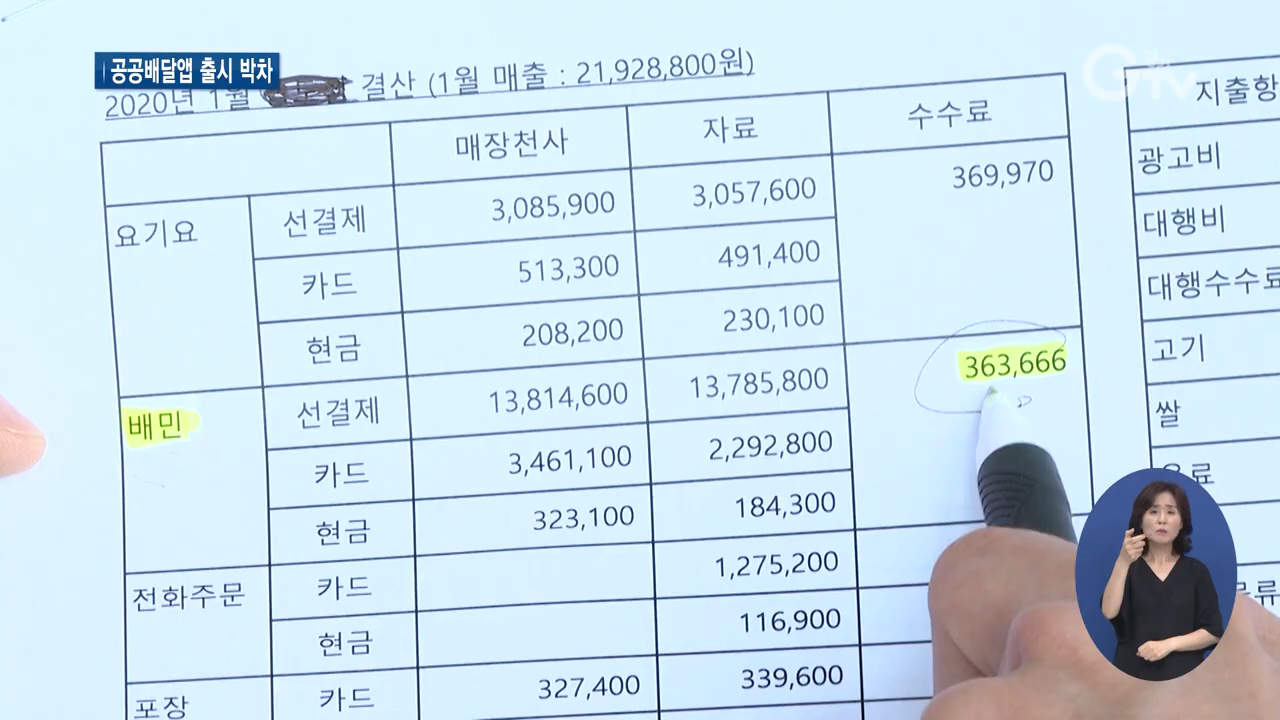 공공배달앱 출시 박차
G tv
2020년 1월 결산 (1월 매출 : 21,928,800원)
매장천사 자료 수수료
요기요 선결제 3,085,900 3,057,600 369,970
카드 513,300 491,400
현금 208,200 230,100
배민 선결제 13,814,600 13,785,800 363,666
카드 3,461,100 2,292,800
현금 323,100 184,300
전화주문 카드 1,275,200
현금 116,900
포장 카드 327,400 339,600
지출항
광고비
대행비
대행수수료
고기
쌀